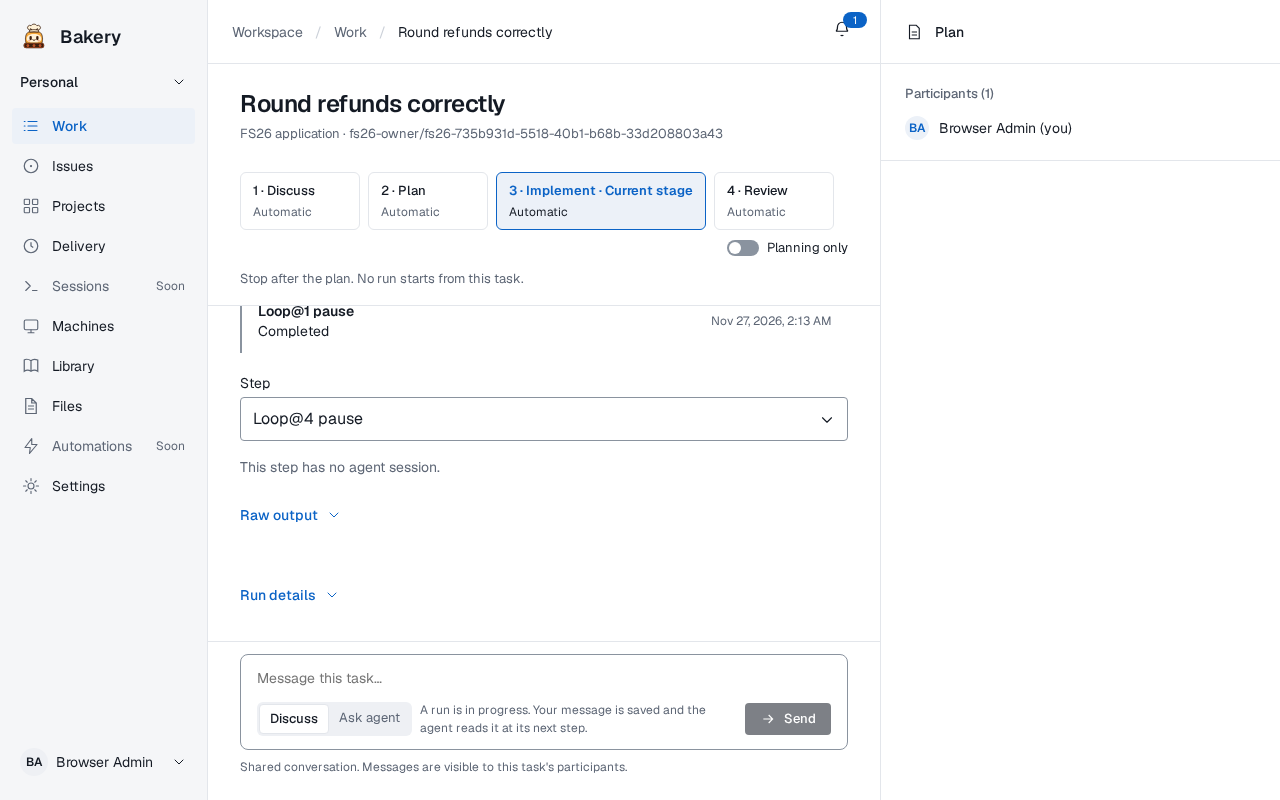 Bakery
Personal
Work
Issues
Projects
Delivery
Sessions Soon
Machines
Library
Files
Automations Soon
Settings
BA Browser Admin
Workspace / Work / Round refunds correctly
1
Round refunds correctly
FS26 application · fs26-owner/fs26-735b931d-5518-40b1-b68b-33d208803a43
1 · Discuss
Automatic
2 · Plan
Automatic
3 · Implement · Current stage
Automatic
4 · Review
Automatic
Planning only
Stop after the plan. No run starts from this task.
Loop@1 pause
Completed
Nov 27, 2026, 2:13 AM
Step
Loop@4 pause
This step has no agent session.
Raw output
Run details
Message this task…
Discuss
Ask agent
A run is in progress. Your message is saved and the
agent reads it at its next step.
Send
Shared conversation. Messages are visible to this task's participants.
Plan
Participants (1)
BA Browser Admin (you)